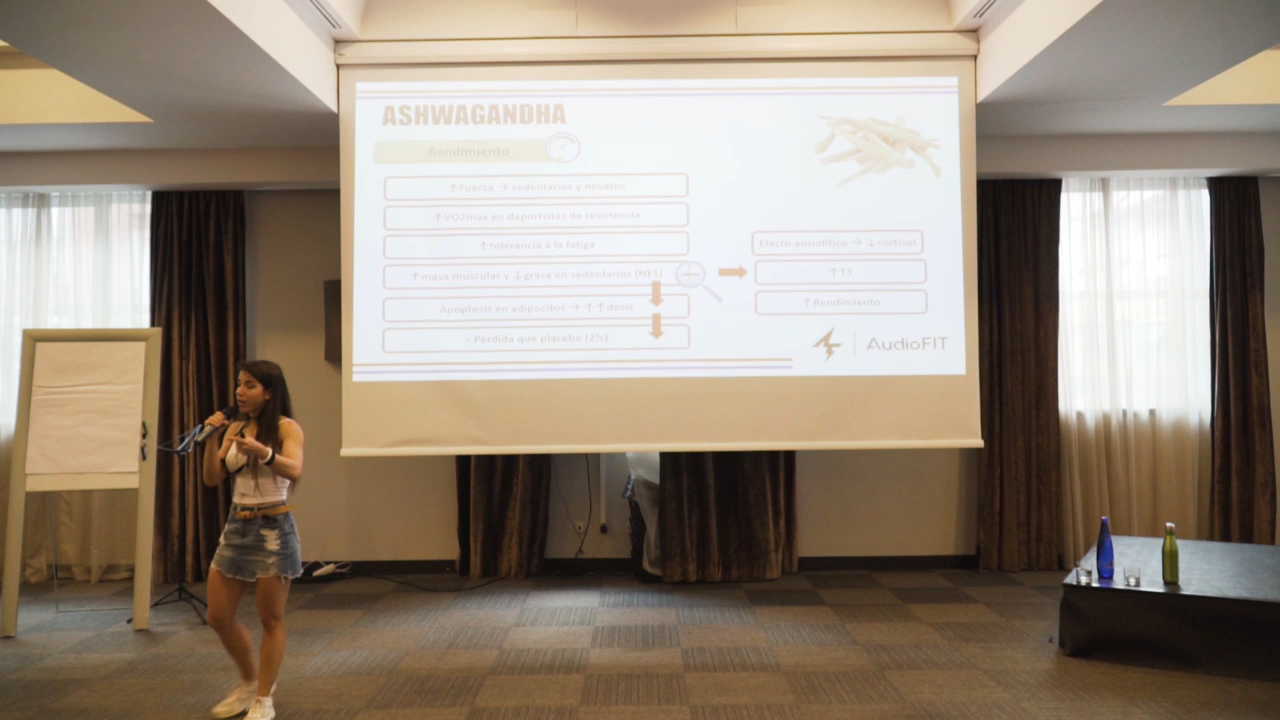 ASHWAGANDHA
Rendimiento
↑Fuerza → sedentarios y novatos
↑VO2máx en deportistas de resistencia
↑tolerancia a la fatiga
↑masa muscular y ↓grasa en sedentarios (NES)
Apoptosis en adipocitos → ↑↑dosis
> Pérdida que placebo (2%)
Efecto ansiolítico → ↓cortisol
↑T3
↑Rendimiento
AudioFIT